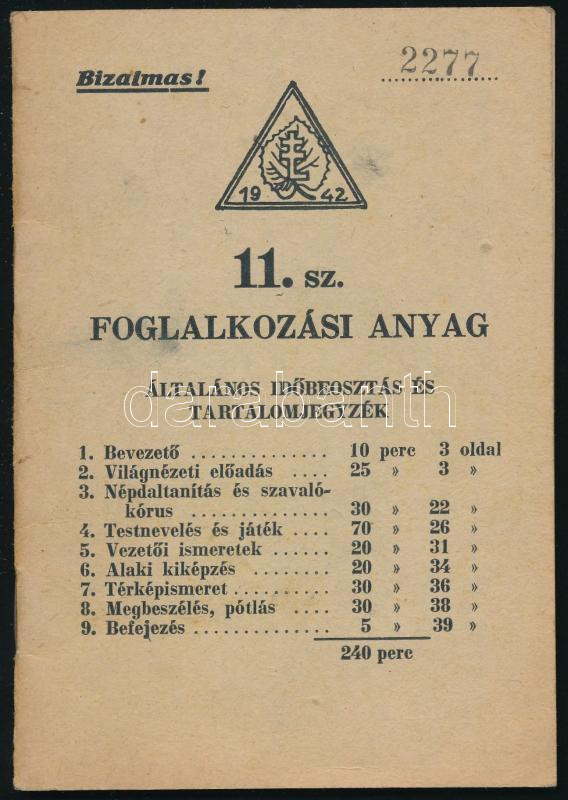 Bizalmas!
2277
1942
11. sz.
FOGLALKOZÁSI ANYAG
ÁLTALÁNOS IDŐBEOSZTÁS ÉS
TARTALOMJEGYZÉK
darabanth
1. Bevezető .............. 10 perc 3 oldal
2. Világnézeti előadás .... 25 » 3 »
3. Népdaltanítás és szavaló-
kórus .............. 30 » 22 »
4. Testnevelés és játék .... 70 » 26 »
5. Vezetői ismeretek ...... 20 » 31 »
6. Alaki kiképzés ........ 20 » 34 »
7. Térképismeret .......... 30 » 36 »
8. Megbeszélés, pótlás .... 30 » 38 »
9. Befejezés .............. 5 » 39 »
240 perc